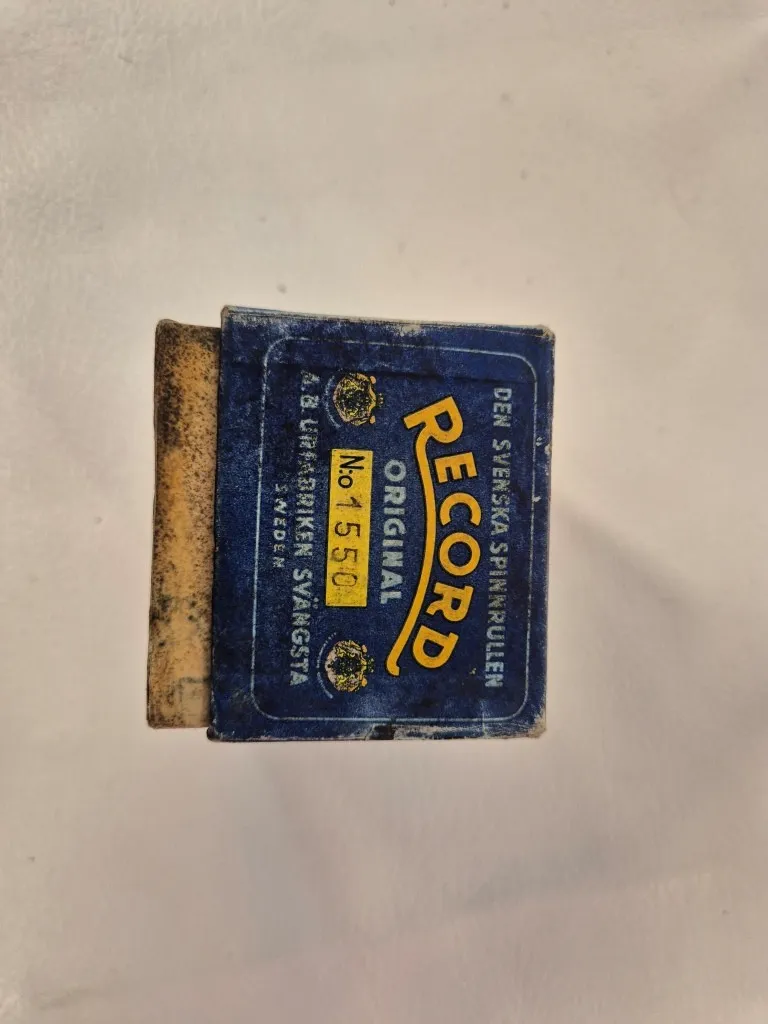 DEN SVENSKA SPINNRULLEN
RECORD
ORIGINAL
N:o 1550
A.B. URFABRIKEN SVÄNGSTA
SWEDEN